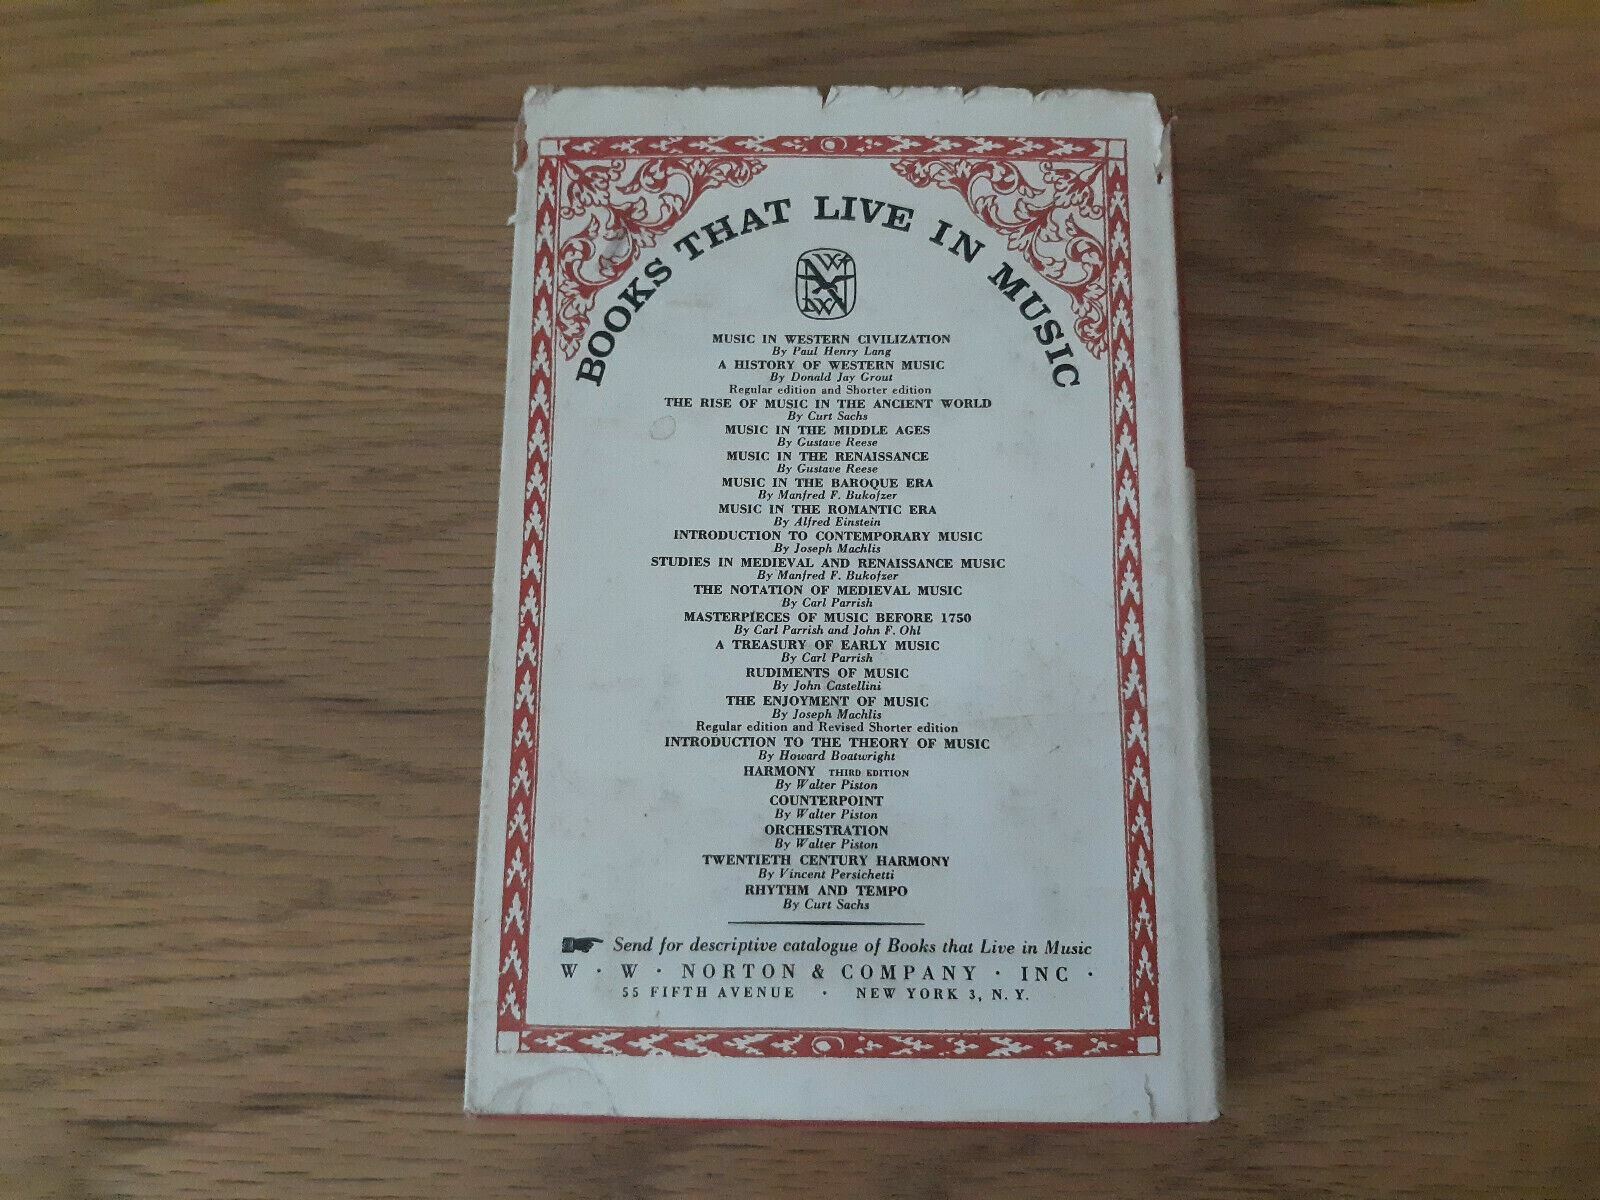 BOOKS THAT LIVE IN MUSIC
WW
N
WW
MUSIC IN WESTERN CIVILIZATION
By Paul Henry Lang
A HISTORY OF WESTERN MUSIC
By Donald Jay Grout
Regular edition and Shorter edition
THE RISE OF MUSIC IN THE ANCIENT WORLD
By Curt Sachs
MUSIC IN THE MIDDLE AGES
By Gustave Reese
MUSIC IN THE RENAISSANCE
By Gustave Reese
MUSIC IN THE BAROQUE ERA
By Manfred F. Bukofzer
MUSIC IN THE ROMANTIC ERA
By Alfred Einstein
INTRODUCTION TO CONTEMPORARY MUSIC
By Joseph Machlis
STUDIES IN MEDIEVAL AND RENAISSANCE MUSIC
By Manfred F. Bukofzer
THE NOTATION OF MEDIEVAL MUSIC
By Carl Parrish
MASTERPIECES OF MUSIC BEFORE 1750
By Carl Parrish and John F. Ohl
A TREASURY OF EARLY MUSIC
By Carl Parrish
RUDIMENTS OF MUSIC
By John Castellini
THE ENJOYMENT OF MUSIC
By Joseph Machlis
Regular edition and Revised Shorter edition
INTRODUCTION TO THE THEORY OF MUSIC
By Howard Boatwright
HARMONY THIRD EDITION
By Walter Piston
COUNTERPOINT
By Walter Piston
ORCHESTRATION
By Walter Piston
TWENTIETH CENTURY HARMONY
By Vincent Persichetti
RHYTHM AND TEMPO
By Curt Sachs
Send for descriptive catalogue of Books that Live in Music
W · W · NORTON & COMPANY · INC ·
55 FIFTH AVENUE · NEW YORK 3, N. Y.